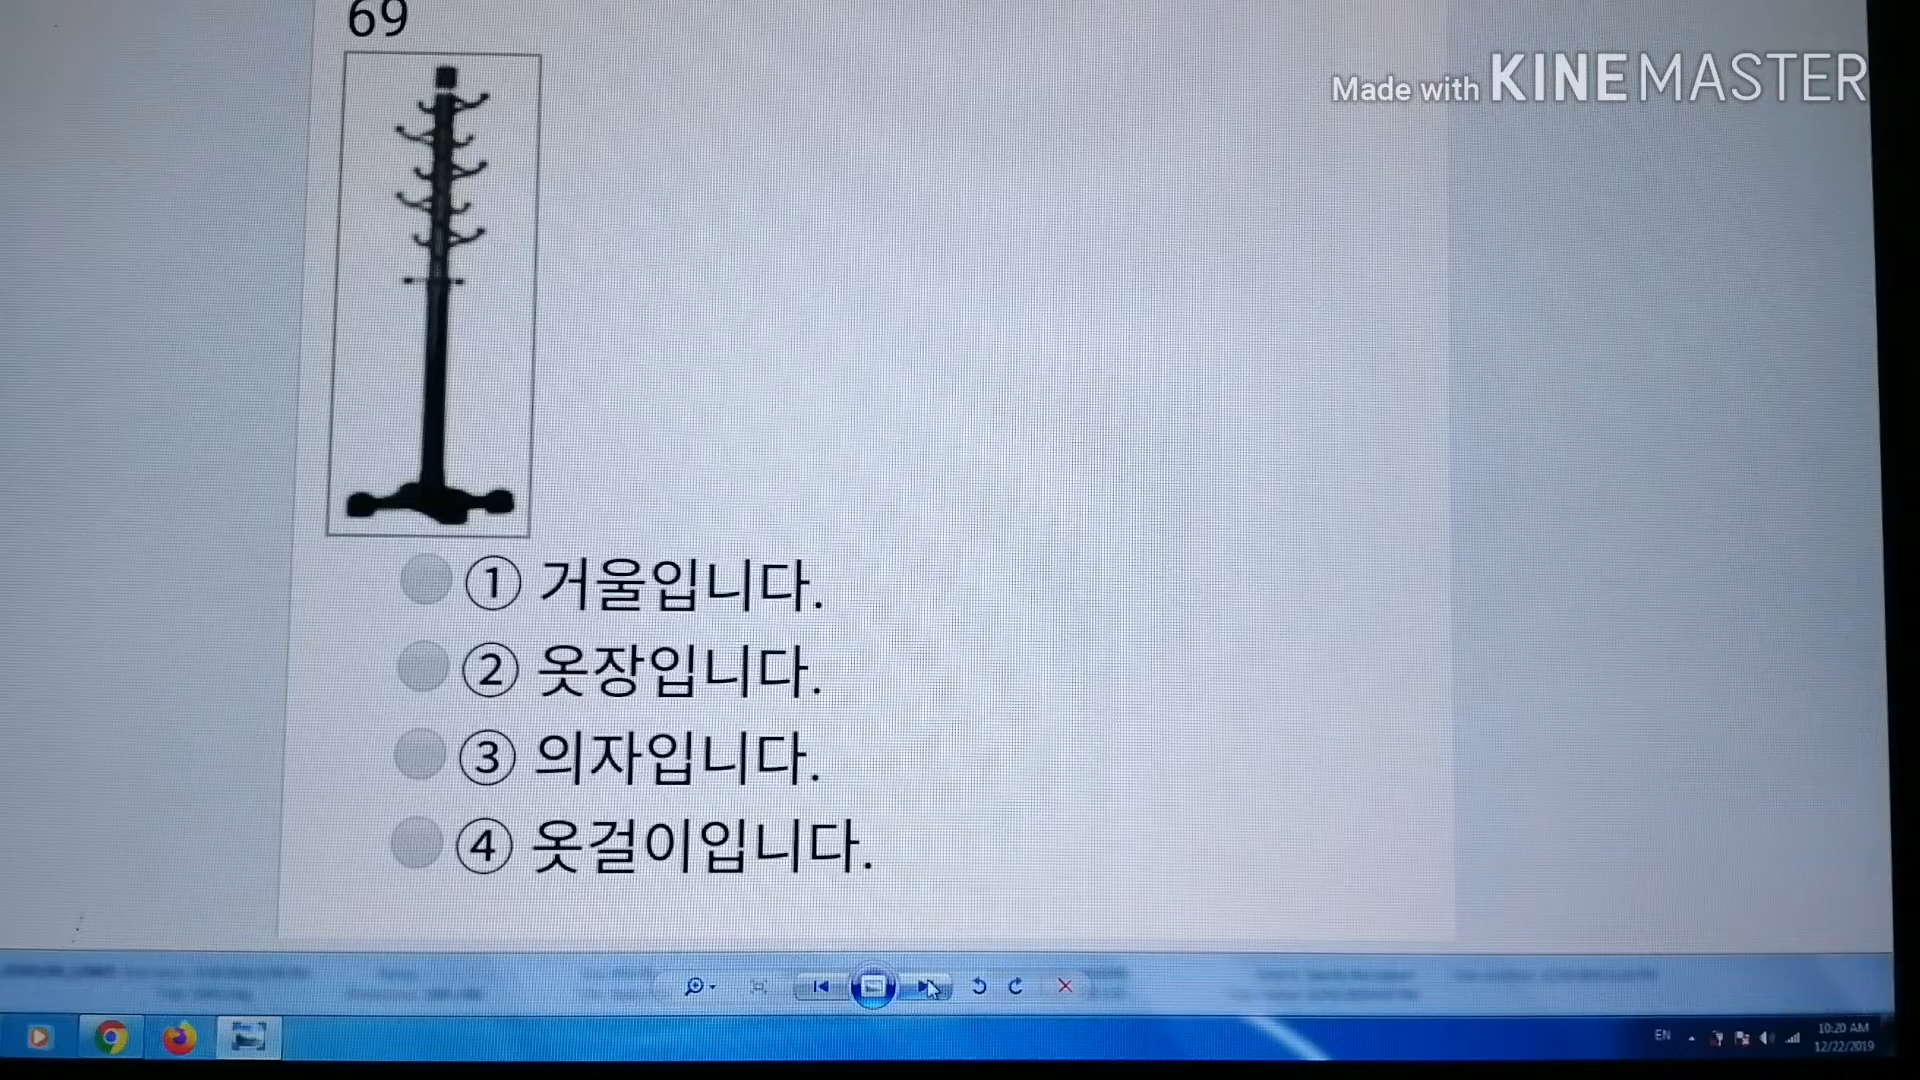 69
Made with KINEMASTER
① 거울입니다.
② 옷장입니다.
③ 의자입니다.
④ 옷걸이입니다.
EN
10:20 AM
12/22/2019